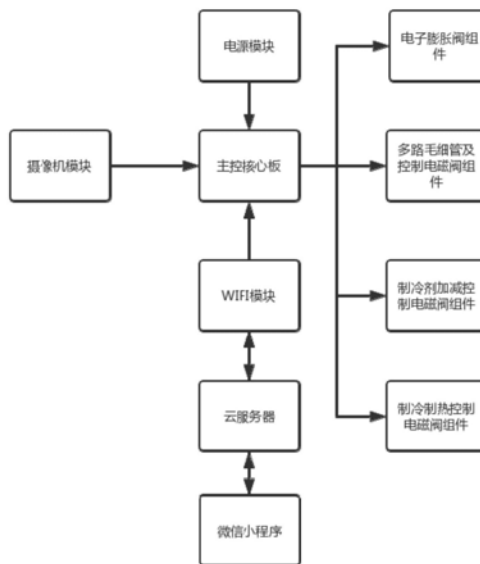 电源模块
电子膨胀阀组
件
摄像机模块
主控核心板
多路毛细管及
控制电磁阀组
件
WIFI模块
制冷剂加减控
制电磁阀组件
云服务器
制冷制热控制
电磁阀组件
微信小程序